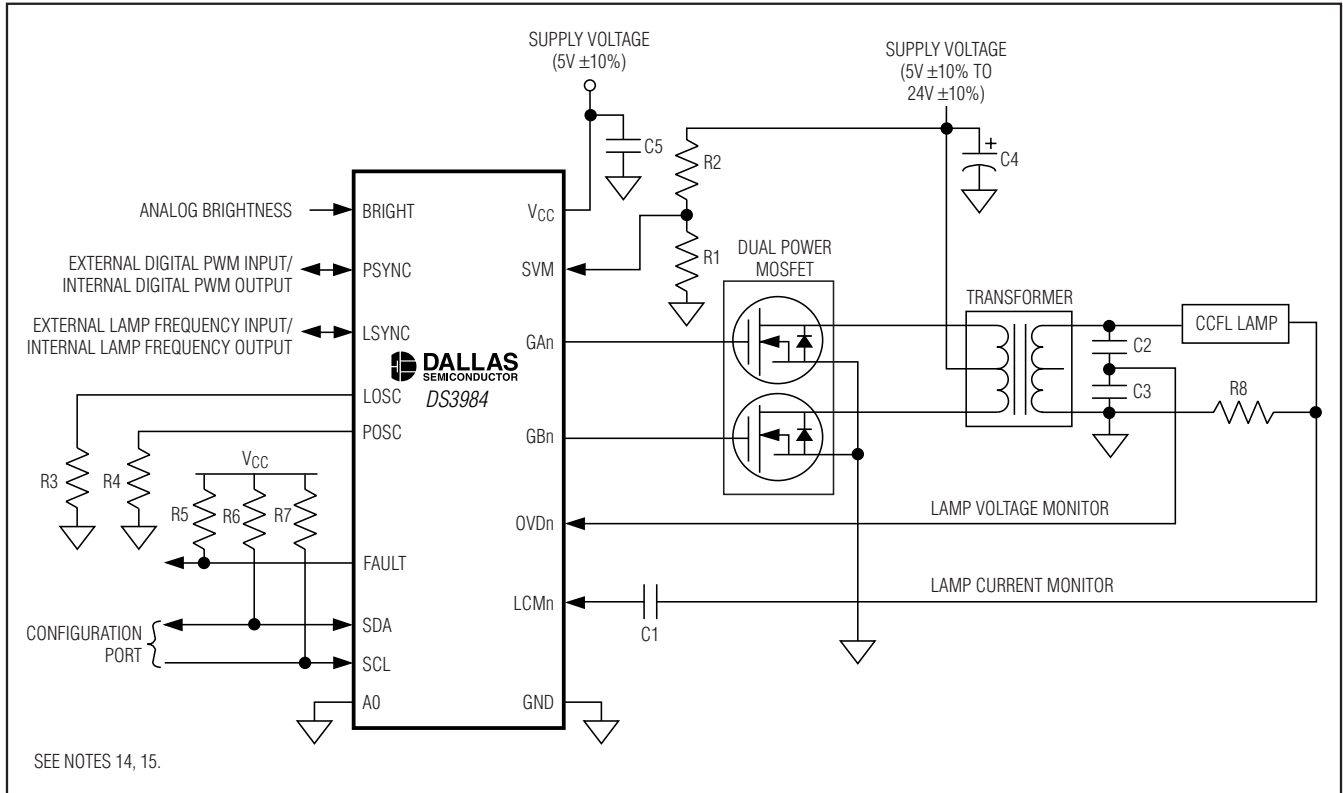 SUPPLY VOLTAGE
(5V ±10%)
SUPPLY VOLTAGE
(5V ±10% TO
24V ±10%)
C5
R2
+
C4
ANALOG BRIGHTNESS
BRIGHT
VCC
EXTERNAL DIGITAL PWM INPUT/
INTERNAL DIGITAL PWM OUTPUT
PSYNC
SVM
R1
DUAL POWER
MOSFET
TRANSFORMER
EXTERNAL LAMP FREQUENCY INPUT/
INTERNAL LAMP FREQUENCY OUTPUT
LSYNC
GAn
CCFL LAMP
C2
DALLAS
SEMICONDUCTOR
DS3984
C3
R8
LOSC
POSC
GBn
R3
R4
VCC
R5
R6
R7
OVDn
LAMP VOLTAGE MONITOR
FAULT
LCMn
C1
LAMP CURRENT MONITOR
CONFIGURATION
PORT
SDA
SCL
A0
GND
SEE NOTES 14, 15.